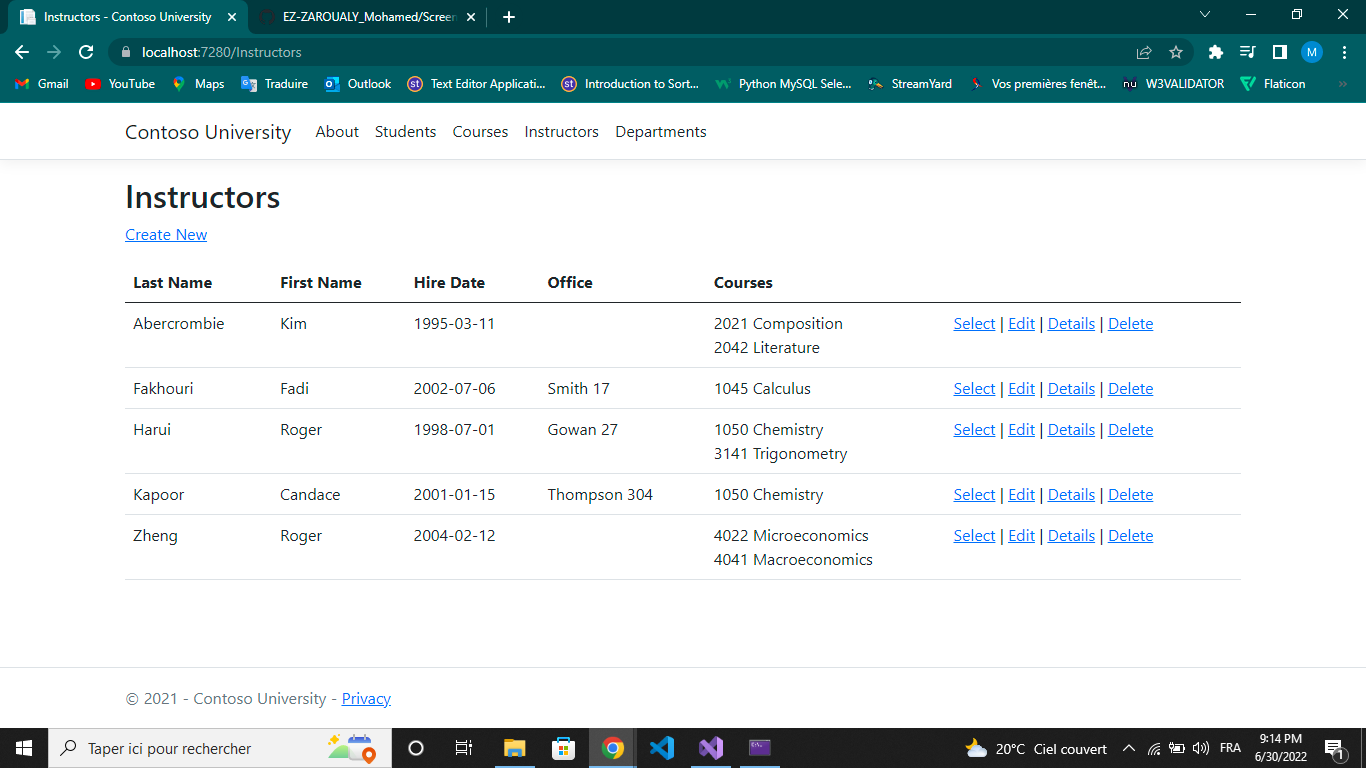 Instructors - Contoso University
EZ-ZAROUALY_Mohamed/Screen
localhost:7280/Instructors
M
Gmail YouTube Maps Traduire Outlook Text Editor Applicati... Introduction to Sort... Python MySQL Sele... StreamYard Vos premières fenêt... W3VALIDATOR Flaticon
Contoso University About Students Courses Instructors Departments
Instructors
Create New
Last Name First Name Hire Date Office Courses
Abercrombie Kim 1995-03-11 2021 Composition Select | Edit | Details | Delete
2042 Literature
Fakhouri Fadi 2002-07-06 Smith 17 1045 Calculus Select | Edit | Details | Delete
Harui Roger 1998-07-01 Gowan 27 1050 Chemistry Select | Edit | Details | Delete
3141 Trigonometry
Kapoor Candace 2001-01-15 Thompson 304 1050 Chemistry Select | Edit | Details | Delete
Zheng Roger 2004-02-12 4022 Microeconomics Select | Edit | Details | Delete
4041 Macroeconomics
© 2021 - Contoso University - Privacy
Taper ici pour rechercher
20°C Ciel couvert
FRA
9:14 PM
6/30/2022
1